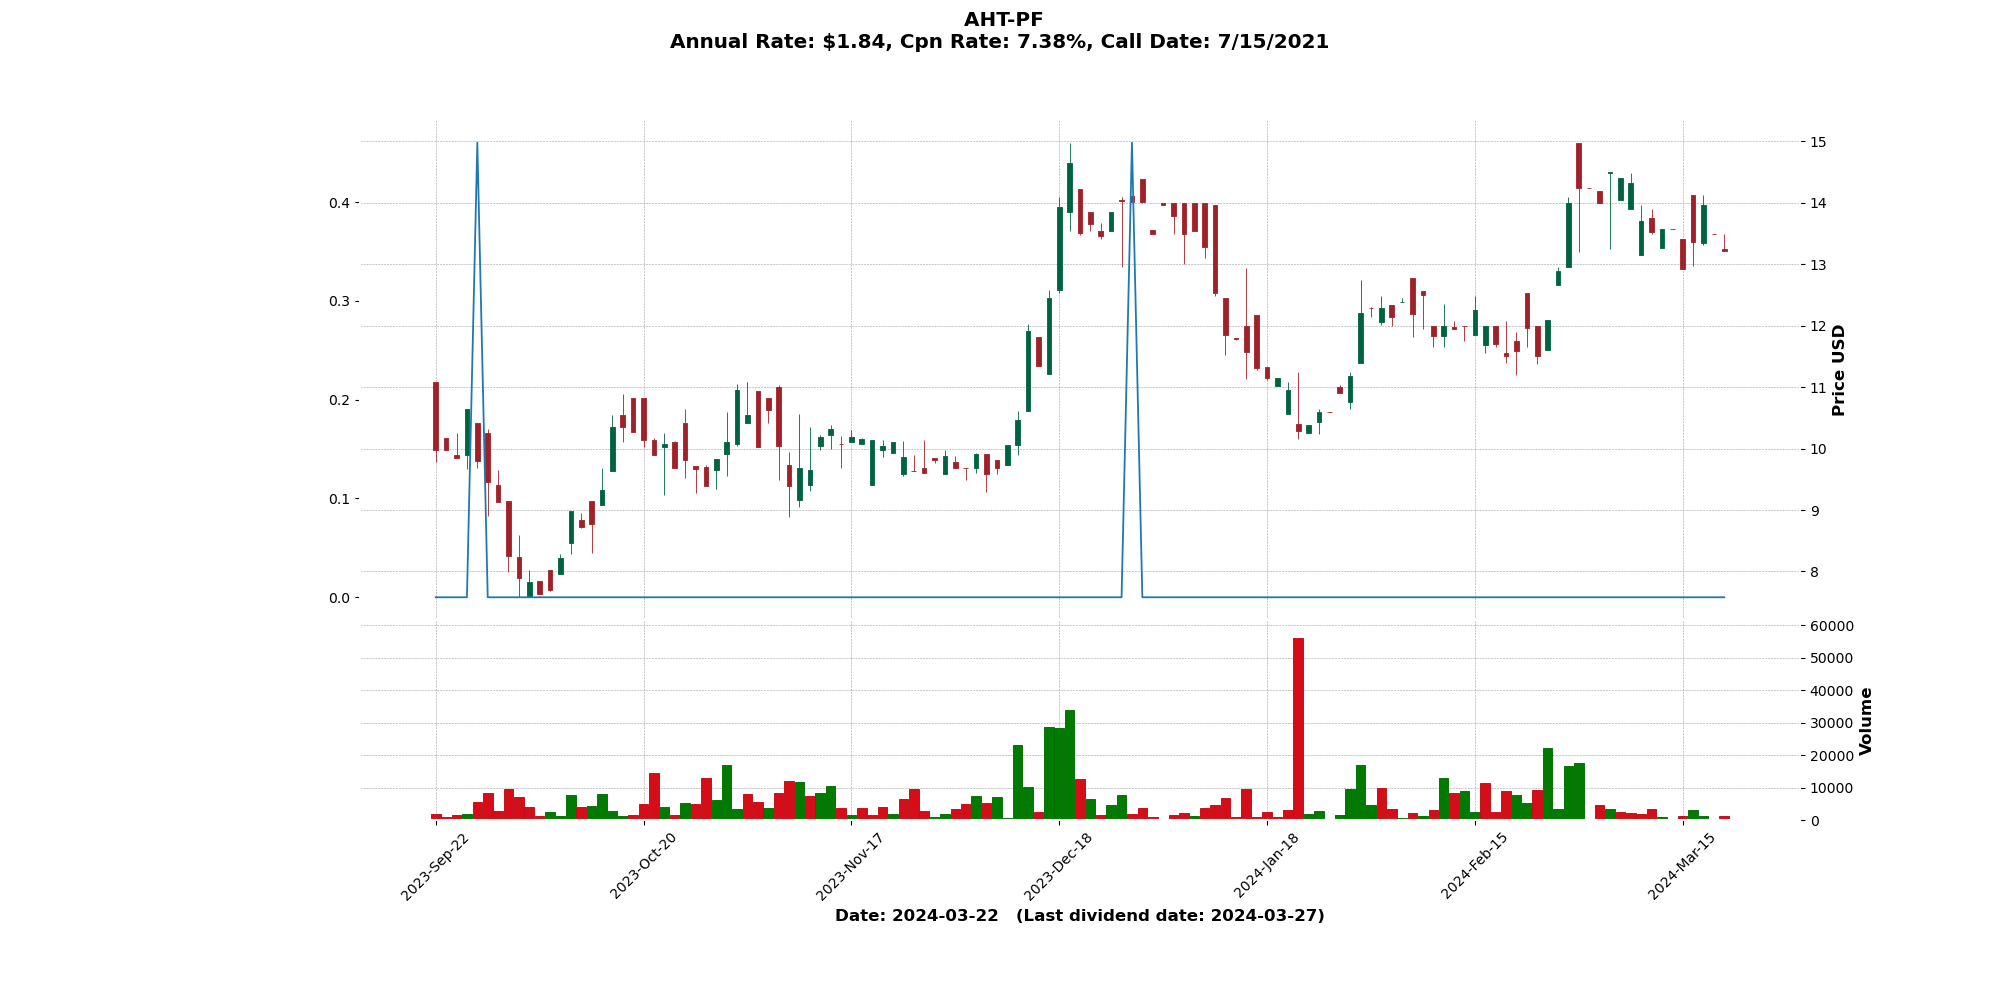 AHT-PF
Annual Rate: $1.84, Cpn Rate: 7.38%, Call Date: 7/15/2021
15
14
13
12
11
10
9
8
Price USD
0.4
0.3
0.2
0.1
0.0
60000
50000
40000
30000
20000
10000
0
Volume
2023-Sep-22
2023-Oct-20
2023-Nov-17
2023-Dec-18
2024-Jan-18
2024-Feb-15
2024-Mar-15
Date: 2024-03-22   (Last dividend date: 2024-03-27)